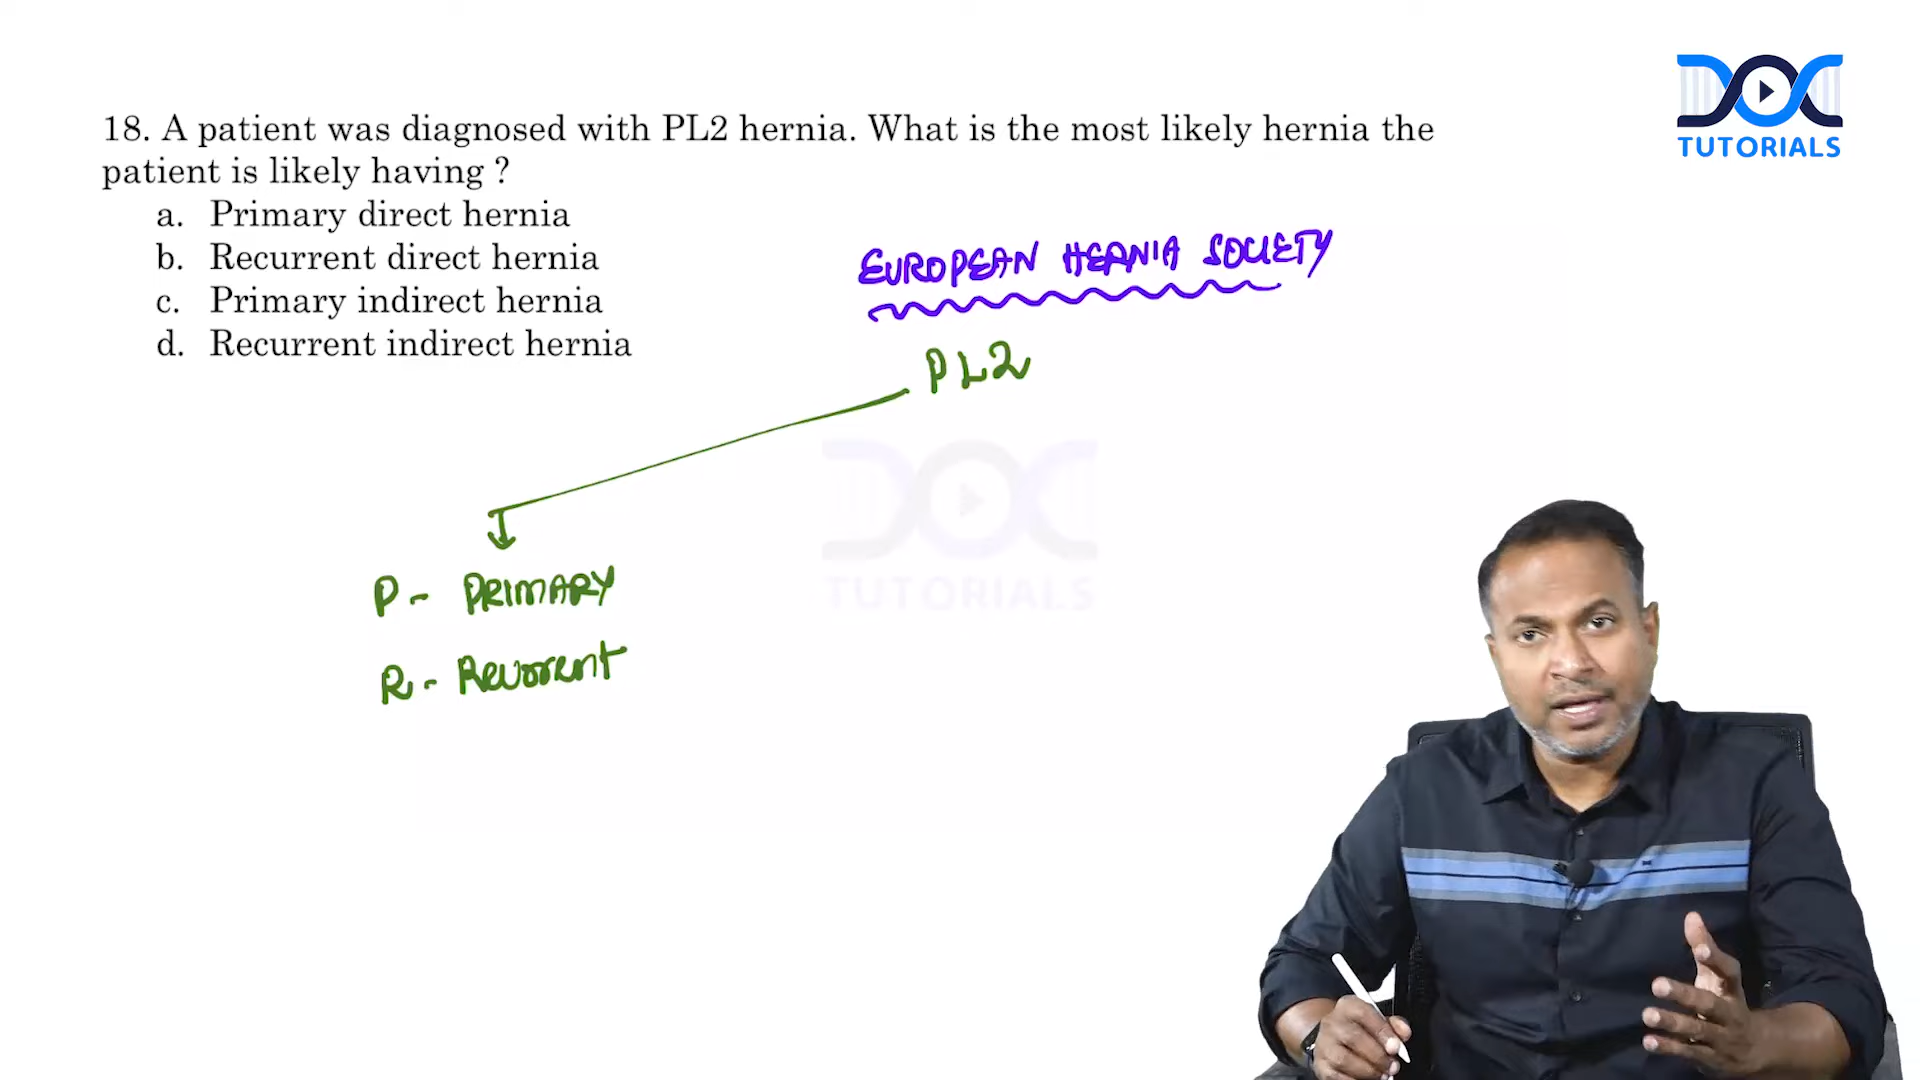 DOC
TUTORIALS
18. A patient was diagnosed with PL2 hernia. What is the most likely hernia the
patient is likely having ?
a. Primary direct hernia
b. Recurrent direct hernia
c. Primary indirect hernia
d. Recurrent indirect hernia
EUROPEAN HERNIA SOCIETY
PL2
DOC
TUTORIALS
P - PRIMARY
R - Recurrent